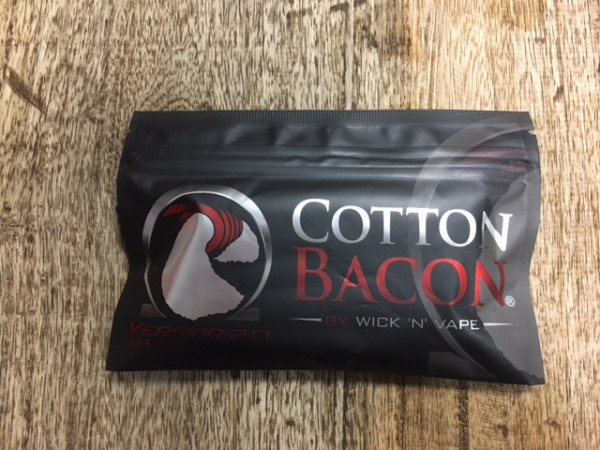 COTTON
BACON®
BY WICK 'N' VAPE
VERSION 2.0